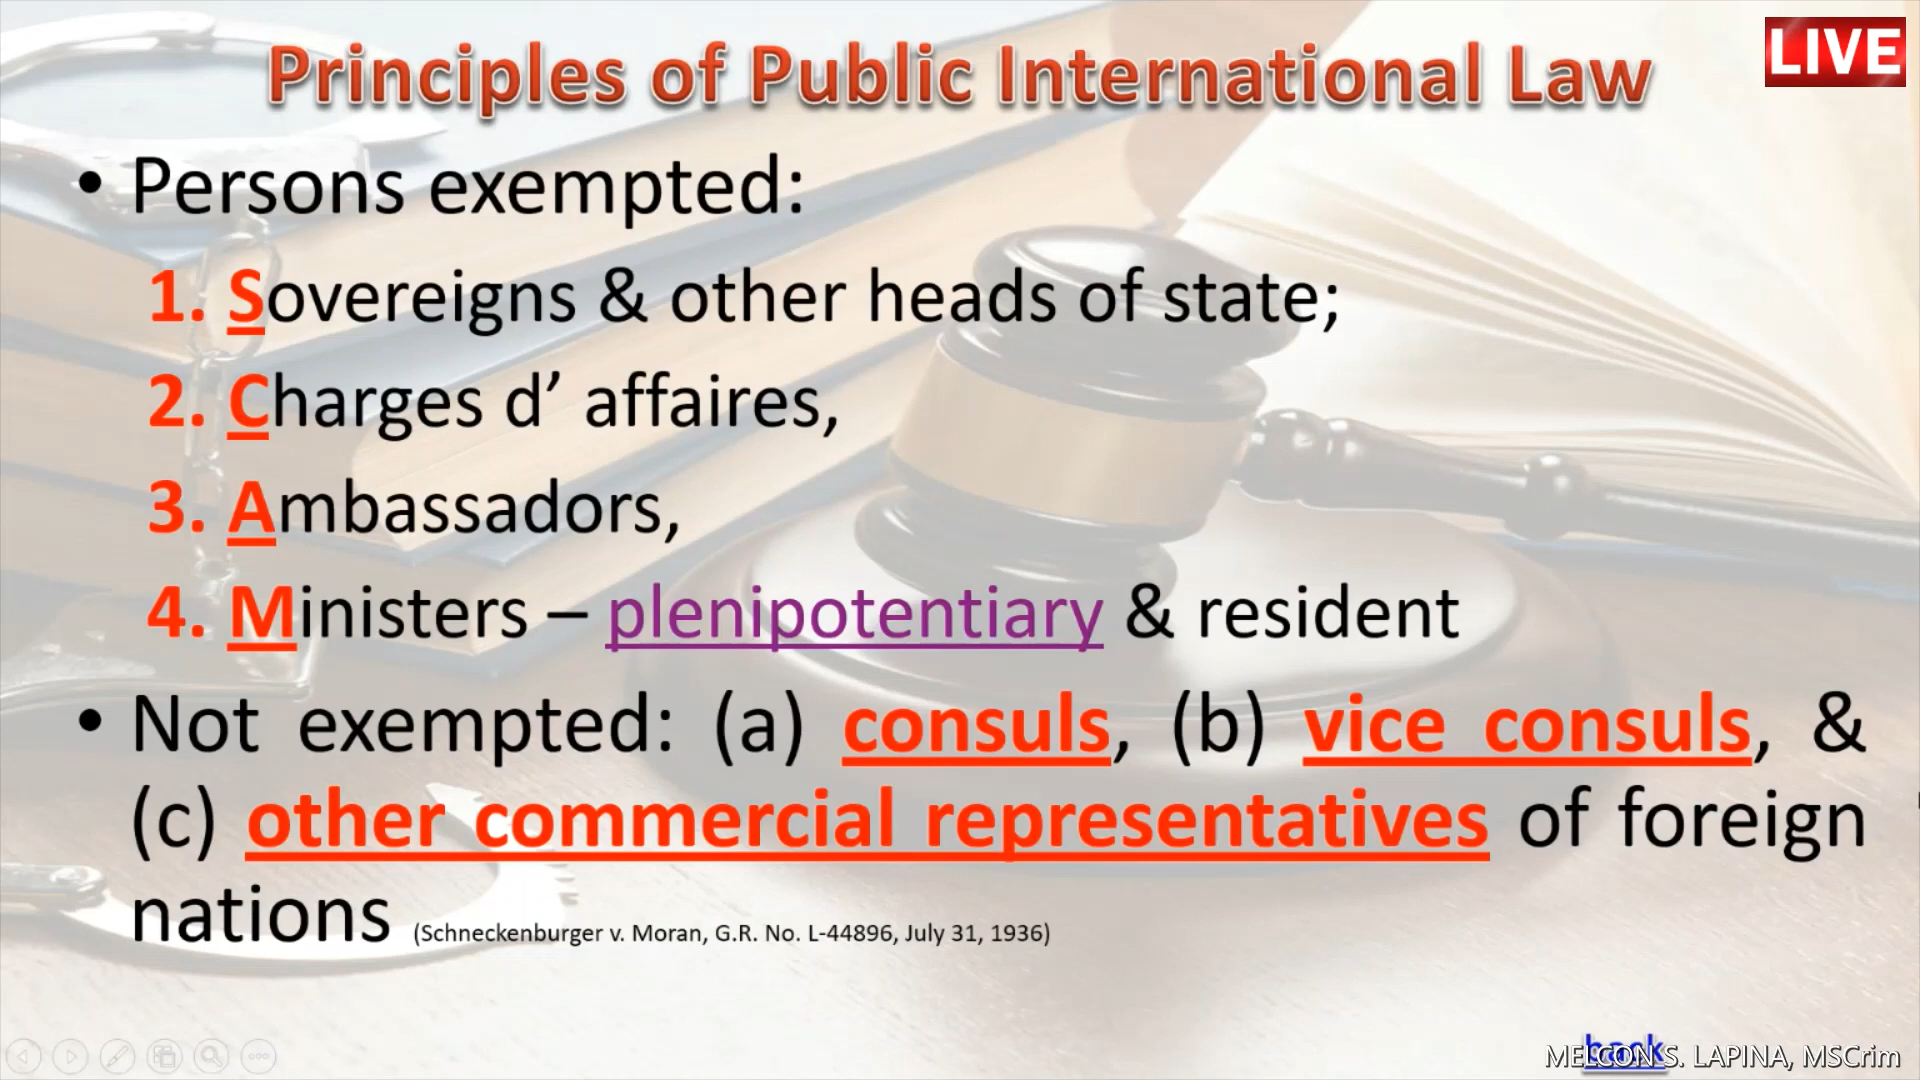 LIVE
Principles of Public International Law
• Persons exempted:
1. Sovereigns & other heads of state;
2. Charges d’ affaires,
3. Ambassadors,
4. Ministers – plenipotentiary & resident
• Not exempted: (a) consuls, (b) vice consuls, &
(c) other commercial representatives of foreign
nations (Schneckenburger v. Moran, G.R. No. L-44896, July 31, 1936)
back
MELCON S. LAPINA, MSCrim